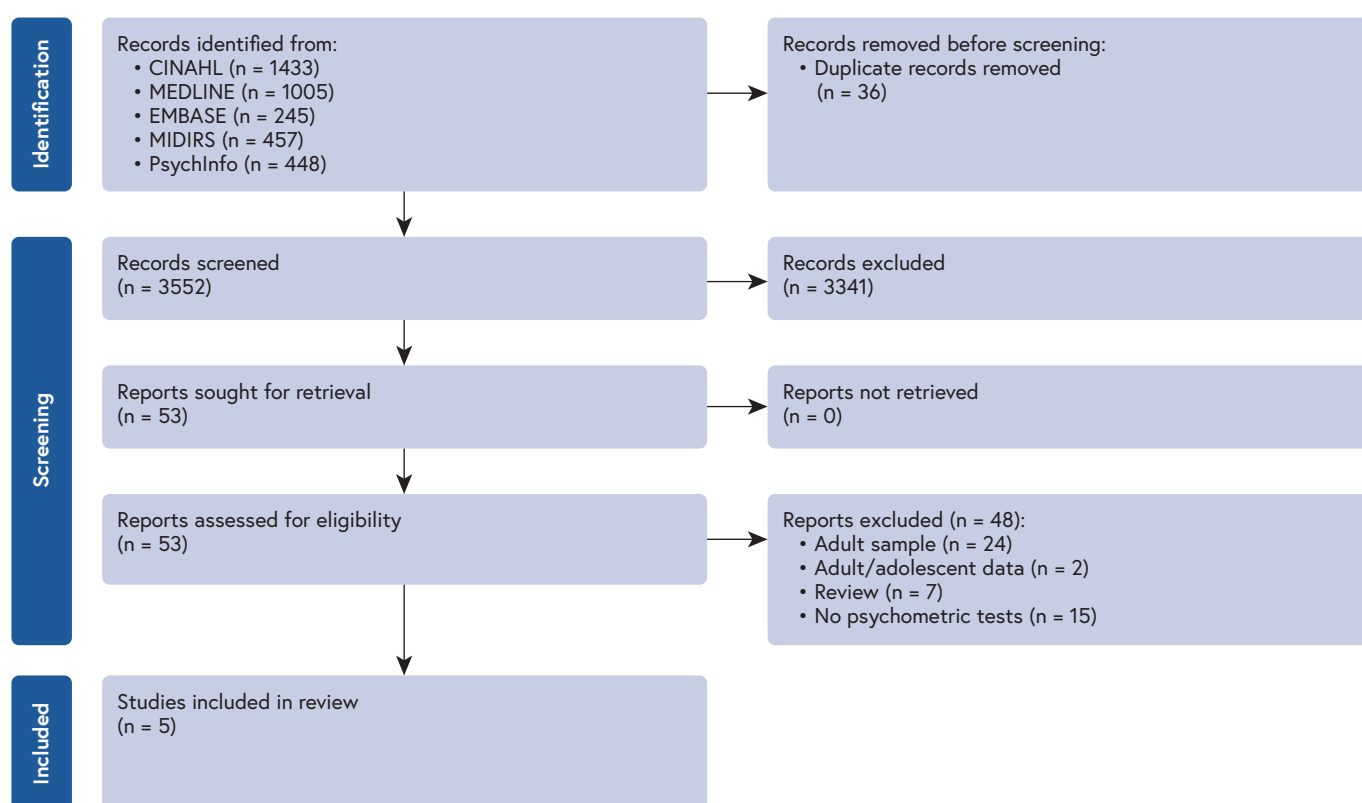 Identification
Records identified from:
• CINAHL (n = 1433)
• MEDLINE (n = 1005)
• EMBASE (n = 245)
• MIDIRS (n = 457)
• PsychInfo (n = 448)
Records removed before screening:
• Duplicate records removed
(n = 36)
Screening
Records screened
(n = 3552)
Records excluded
(n = 3341)
Reports sought for retrieval
(n = 53)
Reports not retrieved
(n = 0)
Reports assessed for eligibility
(n = 53)
Reports excluded (n = 48):
• Adult sample (n = 24)
• Adult/adolescent data (n = 2)
• Review (n = 7)
• No psychometric tests (n = 15)
Included
Studies included in review
(n = 5)